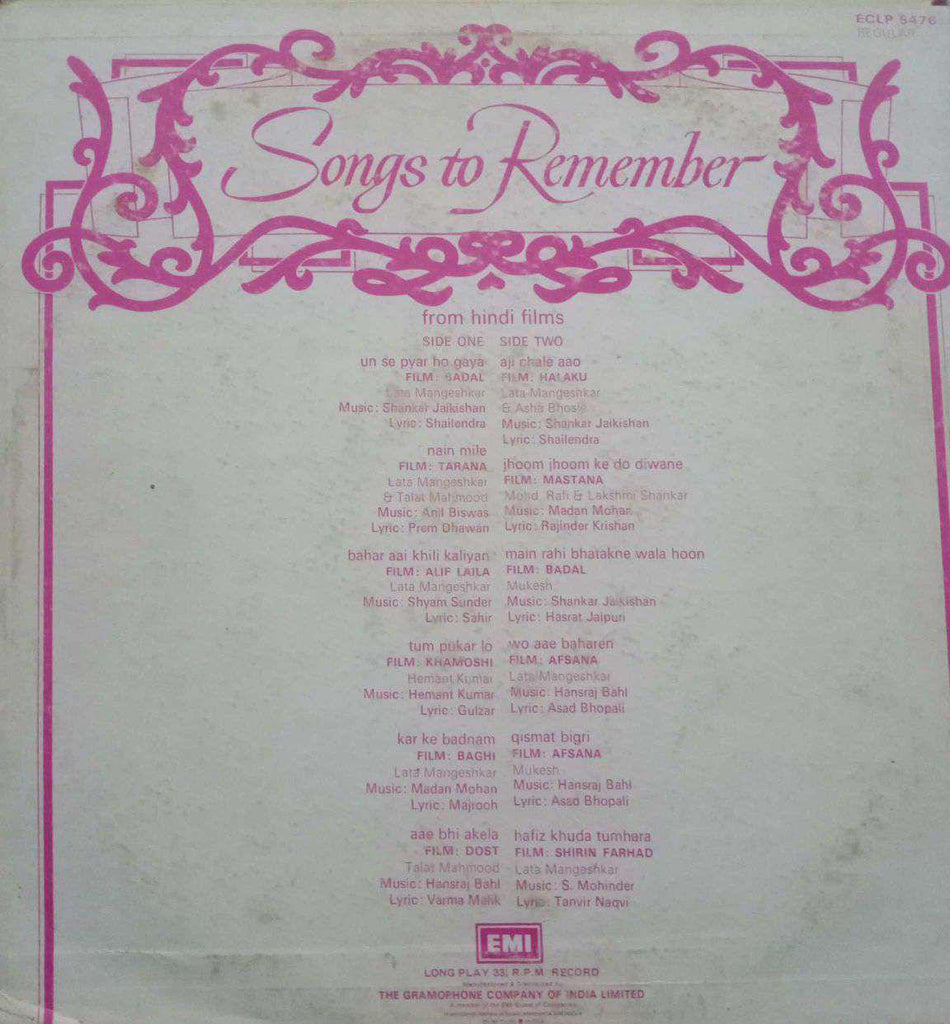 ECLP 5476
REGULAR
Songs to Remember
from hindi films
SIDE ONE
un se pyar ho gaya
FILM: BADAL
Lata Mangeshkar
Music: Shankar Jaikishan
Lyric: Shailendra
nain mile
FILM: TARANA
Lata Mangeshkar
& Talat Mahmood
Music: Anil Biswas
Lyric: Prem Dhawan
bahar aai khili kaliyan
FILM: ALIF LAILA
Lata Mangeshkar
Music: Shyam Sunder
Lyric: Sahir
tum pukar lo
FILM: KHAMOSHI
Hemant Kumar
Music: Hemant Kumar
Lyric: Gulzar
kar ke badnam
FILM: BAGHI
Lata Mangeshkar
Music: Madan Mohan
Lyric: Majrooh
aae bhi akela
FILM: DOST
Talat Mahmood
Music: Hansraj Bahl
Lyric: Varma Malik
SIDE TWO
aji chale aao
FILM: HALAKU
Lata Mangeshkar
& Asha Bhosle
Music: Shankar Jaikishan
Lyric: Shailendra
jhoom jhoom ke do diwane
FILM: MASTANA
Mohd. Rafi & Lakshmi Shankar
Music: Madan Mohan
Lyric: Rajinder Krishan
main rahi bhatakne wala hoon
FILM: BADAL
Mukesh
Music: Shankar Jaikishan
Lyric: Hasrat Jaipuri
wo aae baharen
FILM: AFSANA
Lata Mangeshkar
Music: Hansraj Bahl
Lyric: Asad Bhopali
qismat bigri
FILM: AFSANA
Mukesh
Music: Hansraj Bahl
Lyric: Asad Bhopali
hafiz khuda tumhara
FILM: SHIRIN FARHAD
Lata Mangeshkar
Music: S. Mohinder
Lyric: Tanvir Naqvi
EMI
LONG PLAY 33⅓ R.P.M. RECORD
Manufactured & Distributed by
THE GRAMOPHONE COMPANY OF INDIA LIMITED